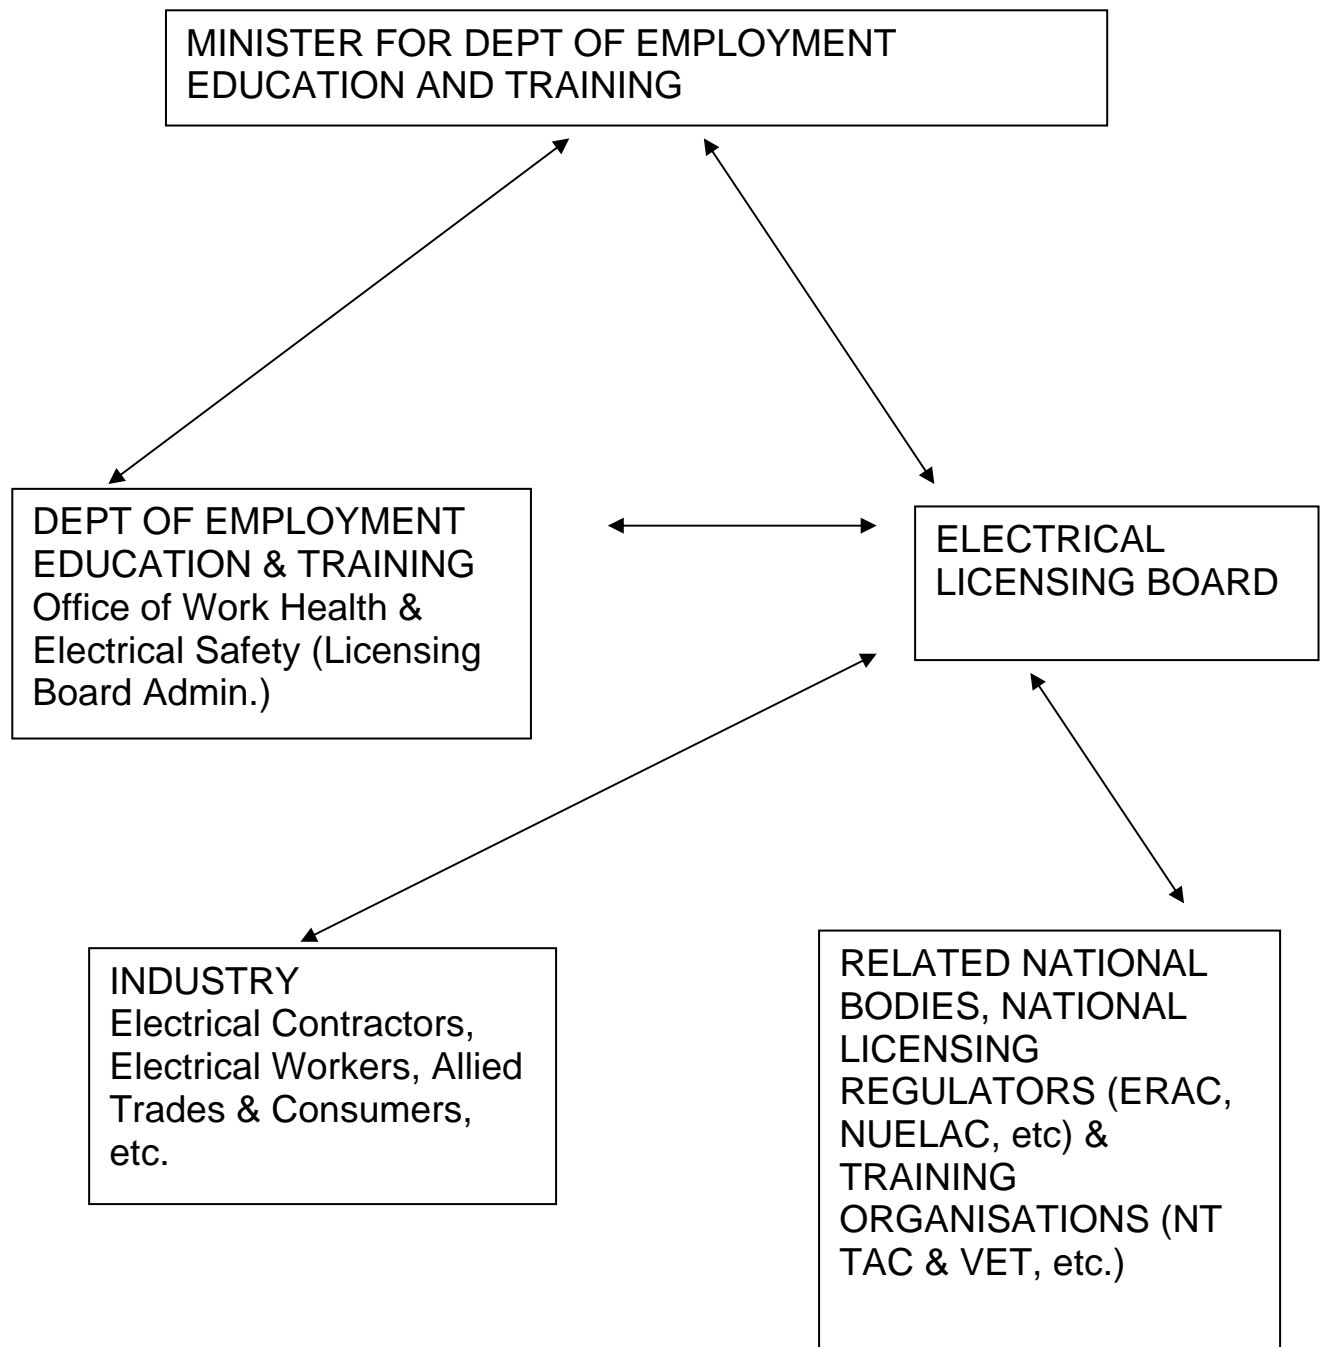 MINISTER FOR DEPT OF EMPLOYMENT
EDUCATION AND TRAINING
DEPT OF EMPLOYMENT
EDUCATION & TRAINING
Office of Work Health &
Electrical Safety (Licensing
Board Admin.)
ELECTRICAL
LICENSING BOARD
INDUSTRY
Electrical Contractors,
Electrical Workers, Allied
Trades & Consumers,
etc.
RELATED NATIONAL
BODIES, NATIONAL
LICENSING
REGULATORS (ERAC,
NUELAC, etc) &
TRAINING
ORGANISATIONS (NT
TAC & VET, etc.)